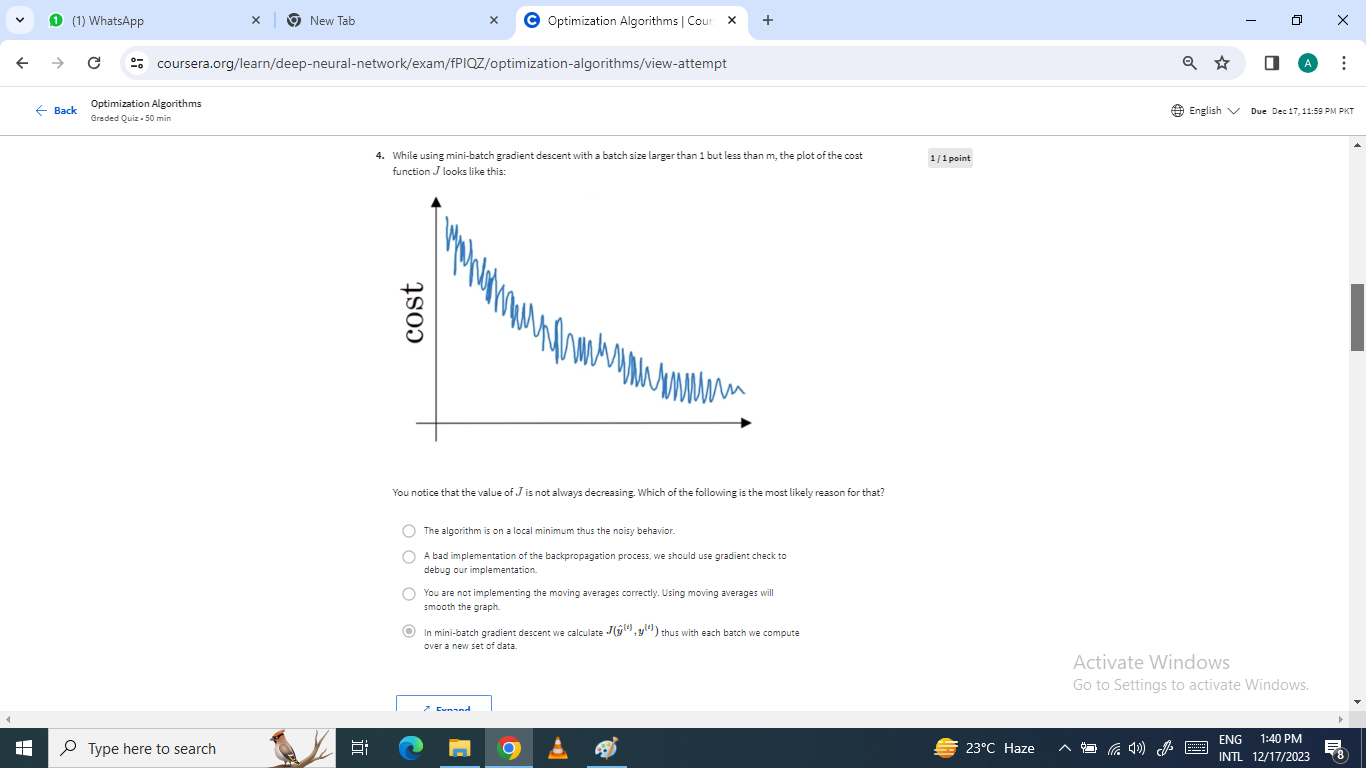 (1) WhatsApp
New Tab
Optimization Algorithms | Cour
coursera.org/learn/deep-neural-network/exam/fPIQZ/optimization-algorithms/view-attempt
A
Back
Optimization Algorithms
Graded Quiz • 50 min
English
Due Dec 17, 11:59 PM PKT
4. While using mini-batch gradient descent with a batch size larger than 1 but less than m, the plot of the cost
function J looks like this:
1 / 1 point
cost
You notice that the value of J is not always decreasing. Which of the following is the most likely reason for that?
The algorithm is on a local minimum thus the noisy behavior.
A bad implementation of the backpropagation process, we should use gradient check to
debug our implementation.
You are not implementing the moving averages correctly. Using moving averages will
smooth the graph.
In mini-batch gradient descent we calculate J(ŷ^{t}, y^{t}) thus with each batch we compute
over a new set of data.
Expand
Activate Windows
Go to Settings to activate Windows.
Type here to search
23°C Haze
ENG
INTL
1:40 PM
12/17/2023
8